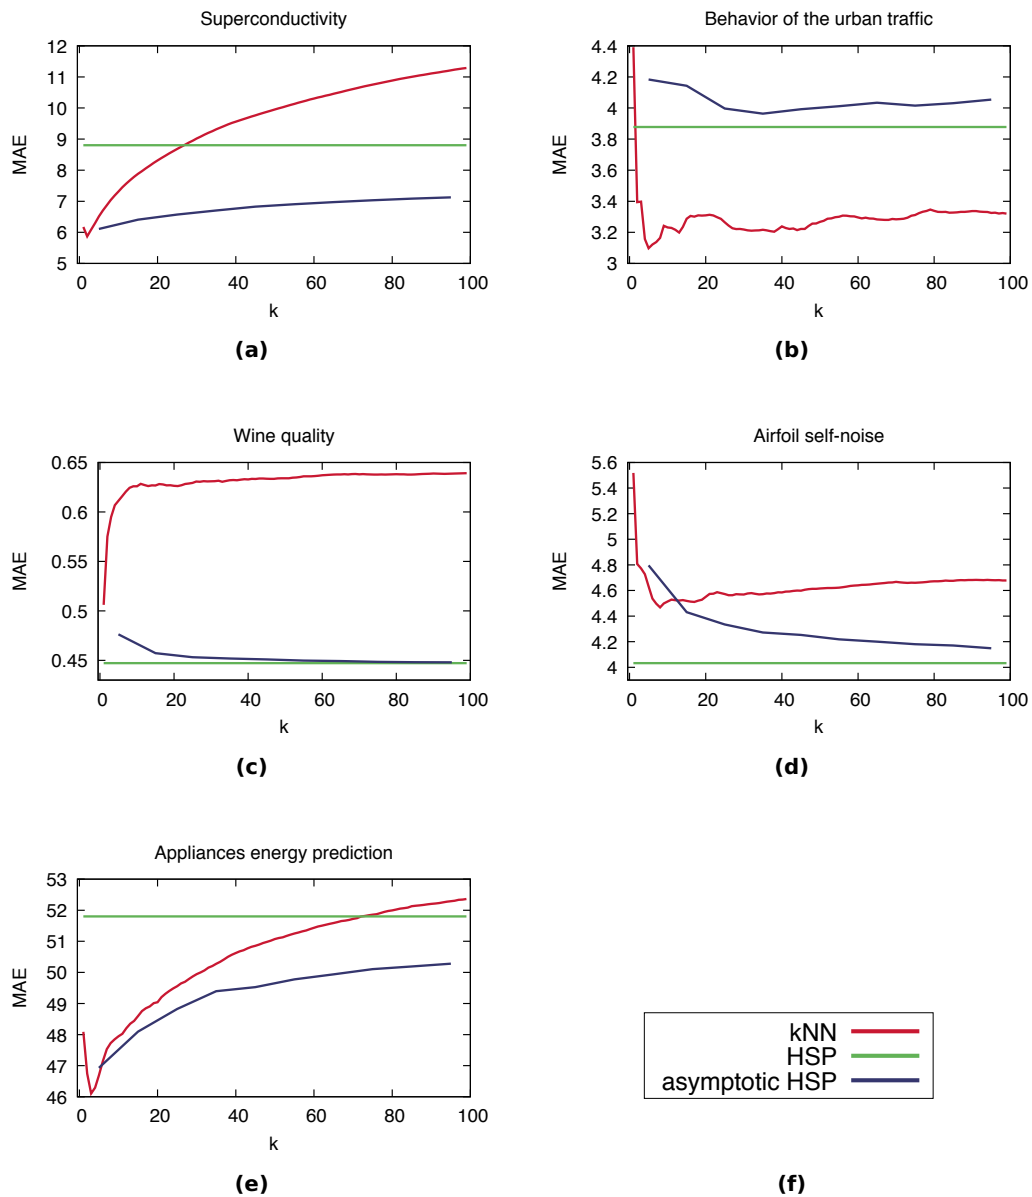 Superconductivity
12
11
10
9
8
7
6
5
MAE
0 20 40 60 80 100
k
(a)
Behavior of the urban traffic
4.4
4.2
4
3.8
3.6
3.4
3.2
3
MAE
0 20 40 60 80 100
k
(b)
Wine quality
0.65
0.6
0.55
0.5
0.45
MAE
0 20 40 60 80 100
k
(c)
Airfoil self-noise
5.6
5.4
5.2
5
4.8
4.6
4.4
4.2
4
MAE
0 20 40 60 80 100
k
(d)
Appliances energy prediction
53
52
51
50
49
48
47
46
MAE
0 20 40 60 80 100
k
(e)
kNN
HSP
asymptotic HSP
(f)